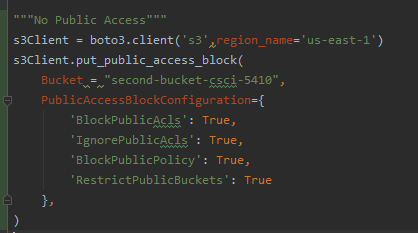 """No Public Access"""
s3Client = boto3.client('s3',region_name='us-east-1')
s3Client.put_public_access_block(
    Bucket = "second-bucket-csci-5410",
    PublicAccessBlockConfiguration={
        'BlockPublicAcls': True,
        'IgnorePublicAcls': True,
        'BlockPublicPolicy': True,
        'RestrictPublicBuckets': True
    },
)